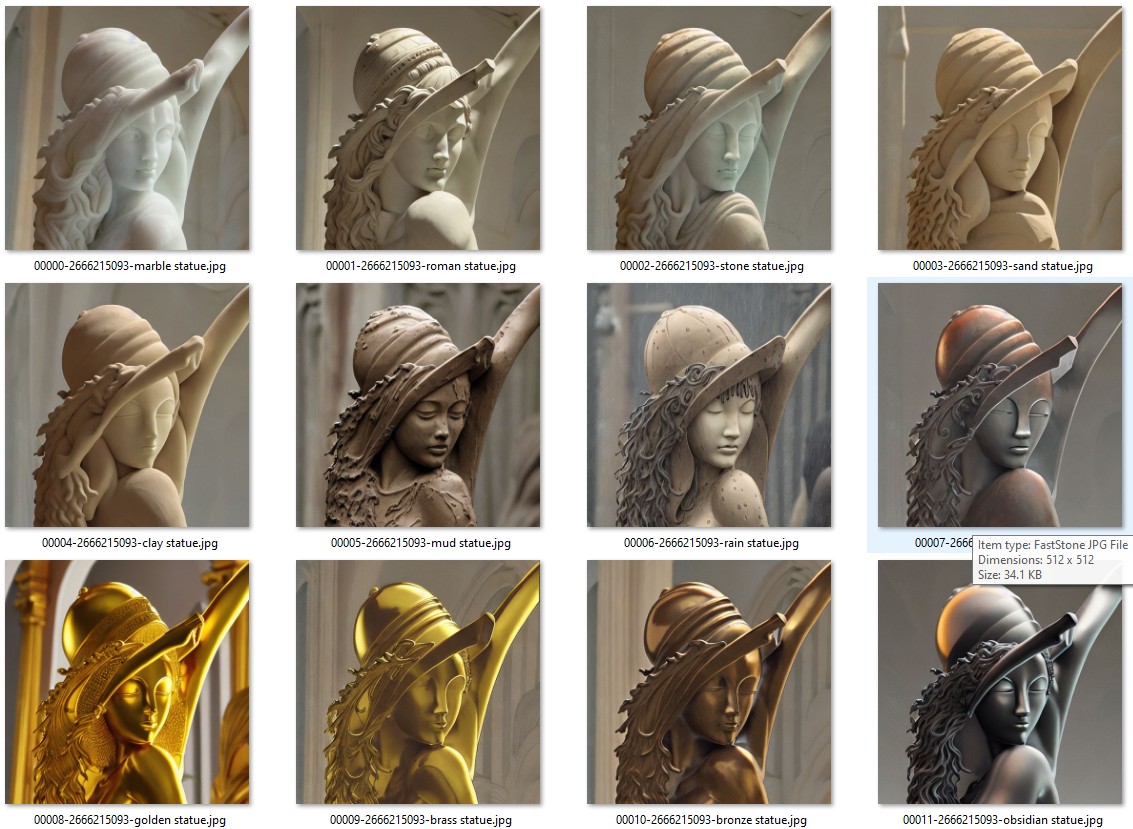 00000-2666215093-marble statue.jpg
00001-2666215093-roman statue.jpg
00002-2666215093-stone statue.jpg
00003-2666215093-sand statue.jpg
00004-2666215093-clay statue.jpg
00005-2666215093-mud statue.jpg
00006-2666215093-rain statue.jpg
00007-2666
Item type: FastStone JPG File
Dimensions: 512 x 512
Size: 34.1 KB
00008-2666215093-golden statue.jpg
00009-2666215093-brass statue.jpg
00010-2666215093-bronze statue.jpg
00011-2666215093-obsidian statue.jpg